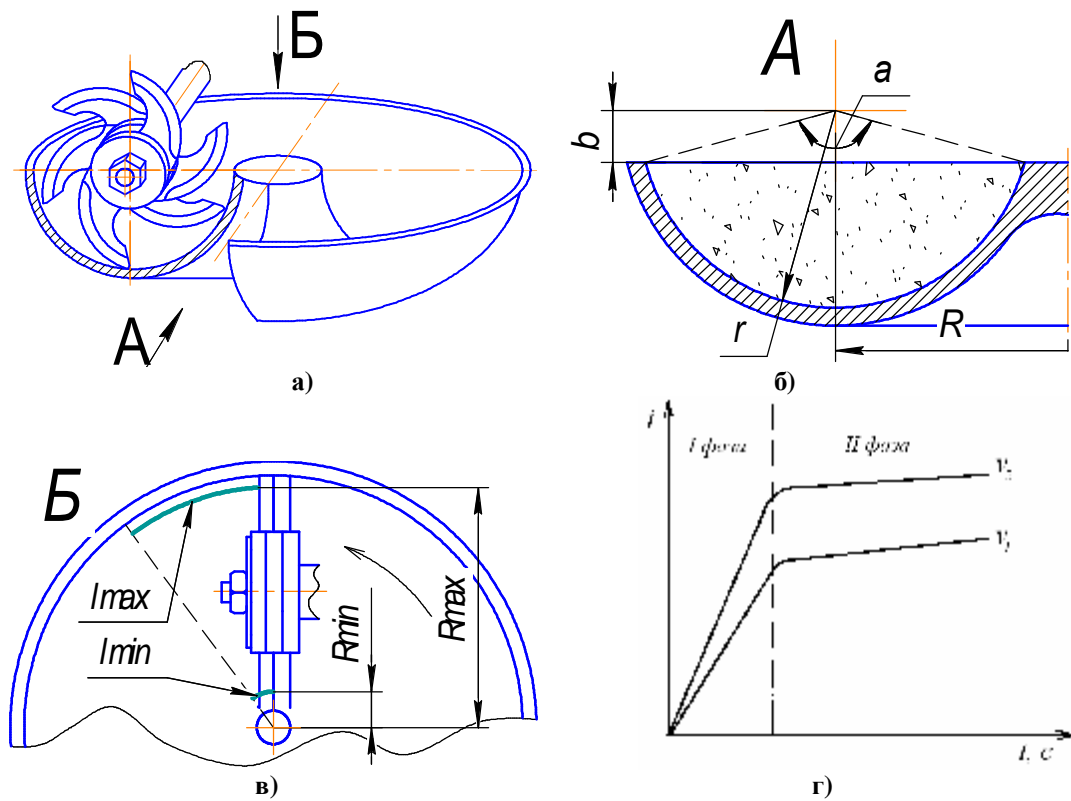 Б
А
а)
А
a
b
r
R
б)
Б
lmax
lmin
Rmin
Rmax
в)
i
I фаза
II фаза
v₂
v₁
t, с
г)